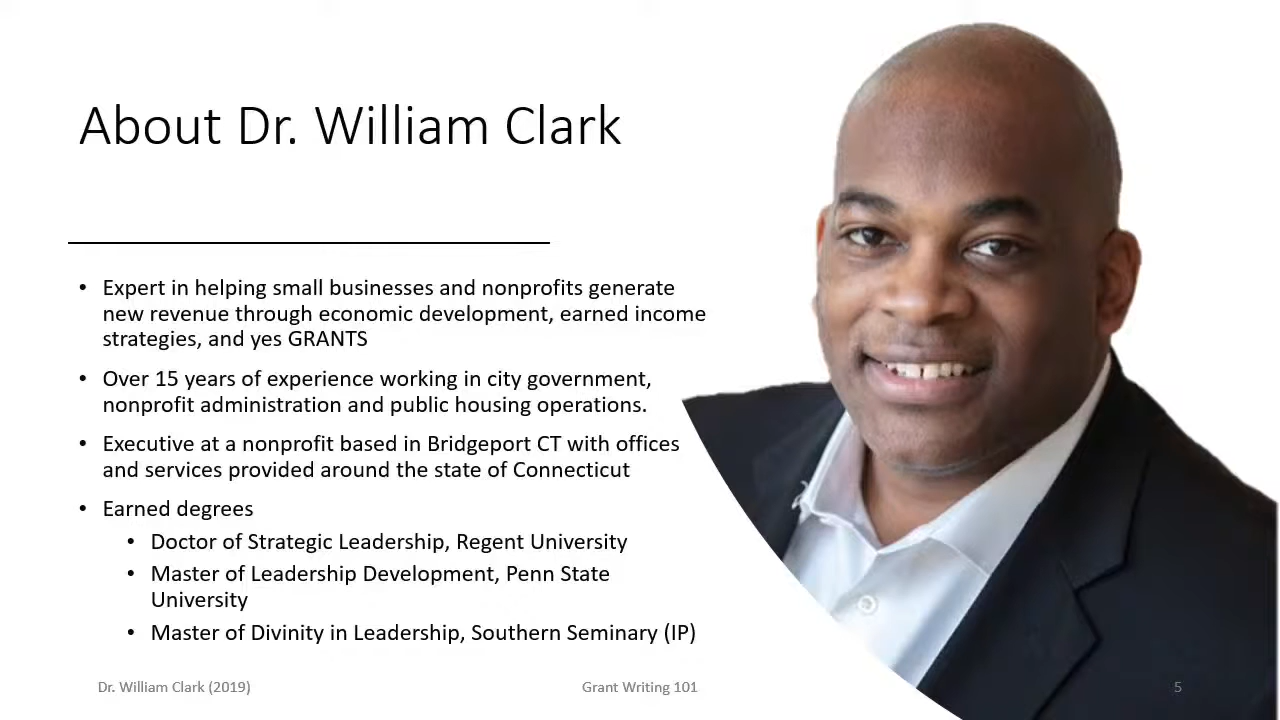 About Dr. William Clark
• Expert in helping small businesses and nonprofits generate
new revenue through economic development, earned income
strategies, and yes GRANTS
• Over 15 years of experience working in city government,
nonprofit administration and public housing operations.
• Executive at a nonprofit based in Bridgeport CT with offices
and services provided around the state of Connecticut
• Earned degrees
• Doctor of Strategic Leadership, Regent University
• Master of Leadership Development, Penn State
University
• Master of Divinity in Leadership, Southern Seminary (IP)
Dr. William Clark (2019)
Grant Writing 101
5